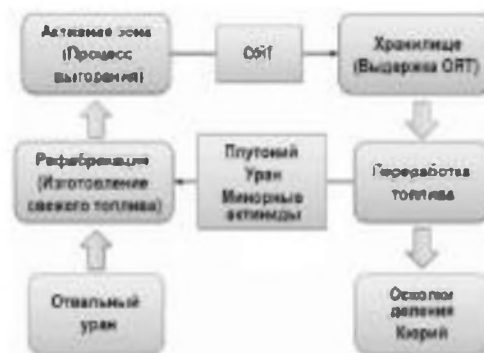 Активная зона
(Процесс
выгорания)
ОЯТ
Хранилище
(Выдержка ОЯТ)
Рефабрикация
(Изготовление
свежего топлива)
Плутоний
Уран
Минорные
актиниды
Переработка
топлива
Отвальный
уран
Осколки
деления
Кюрий